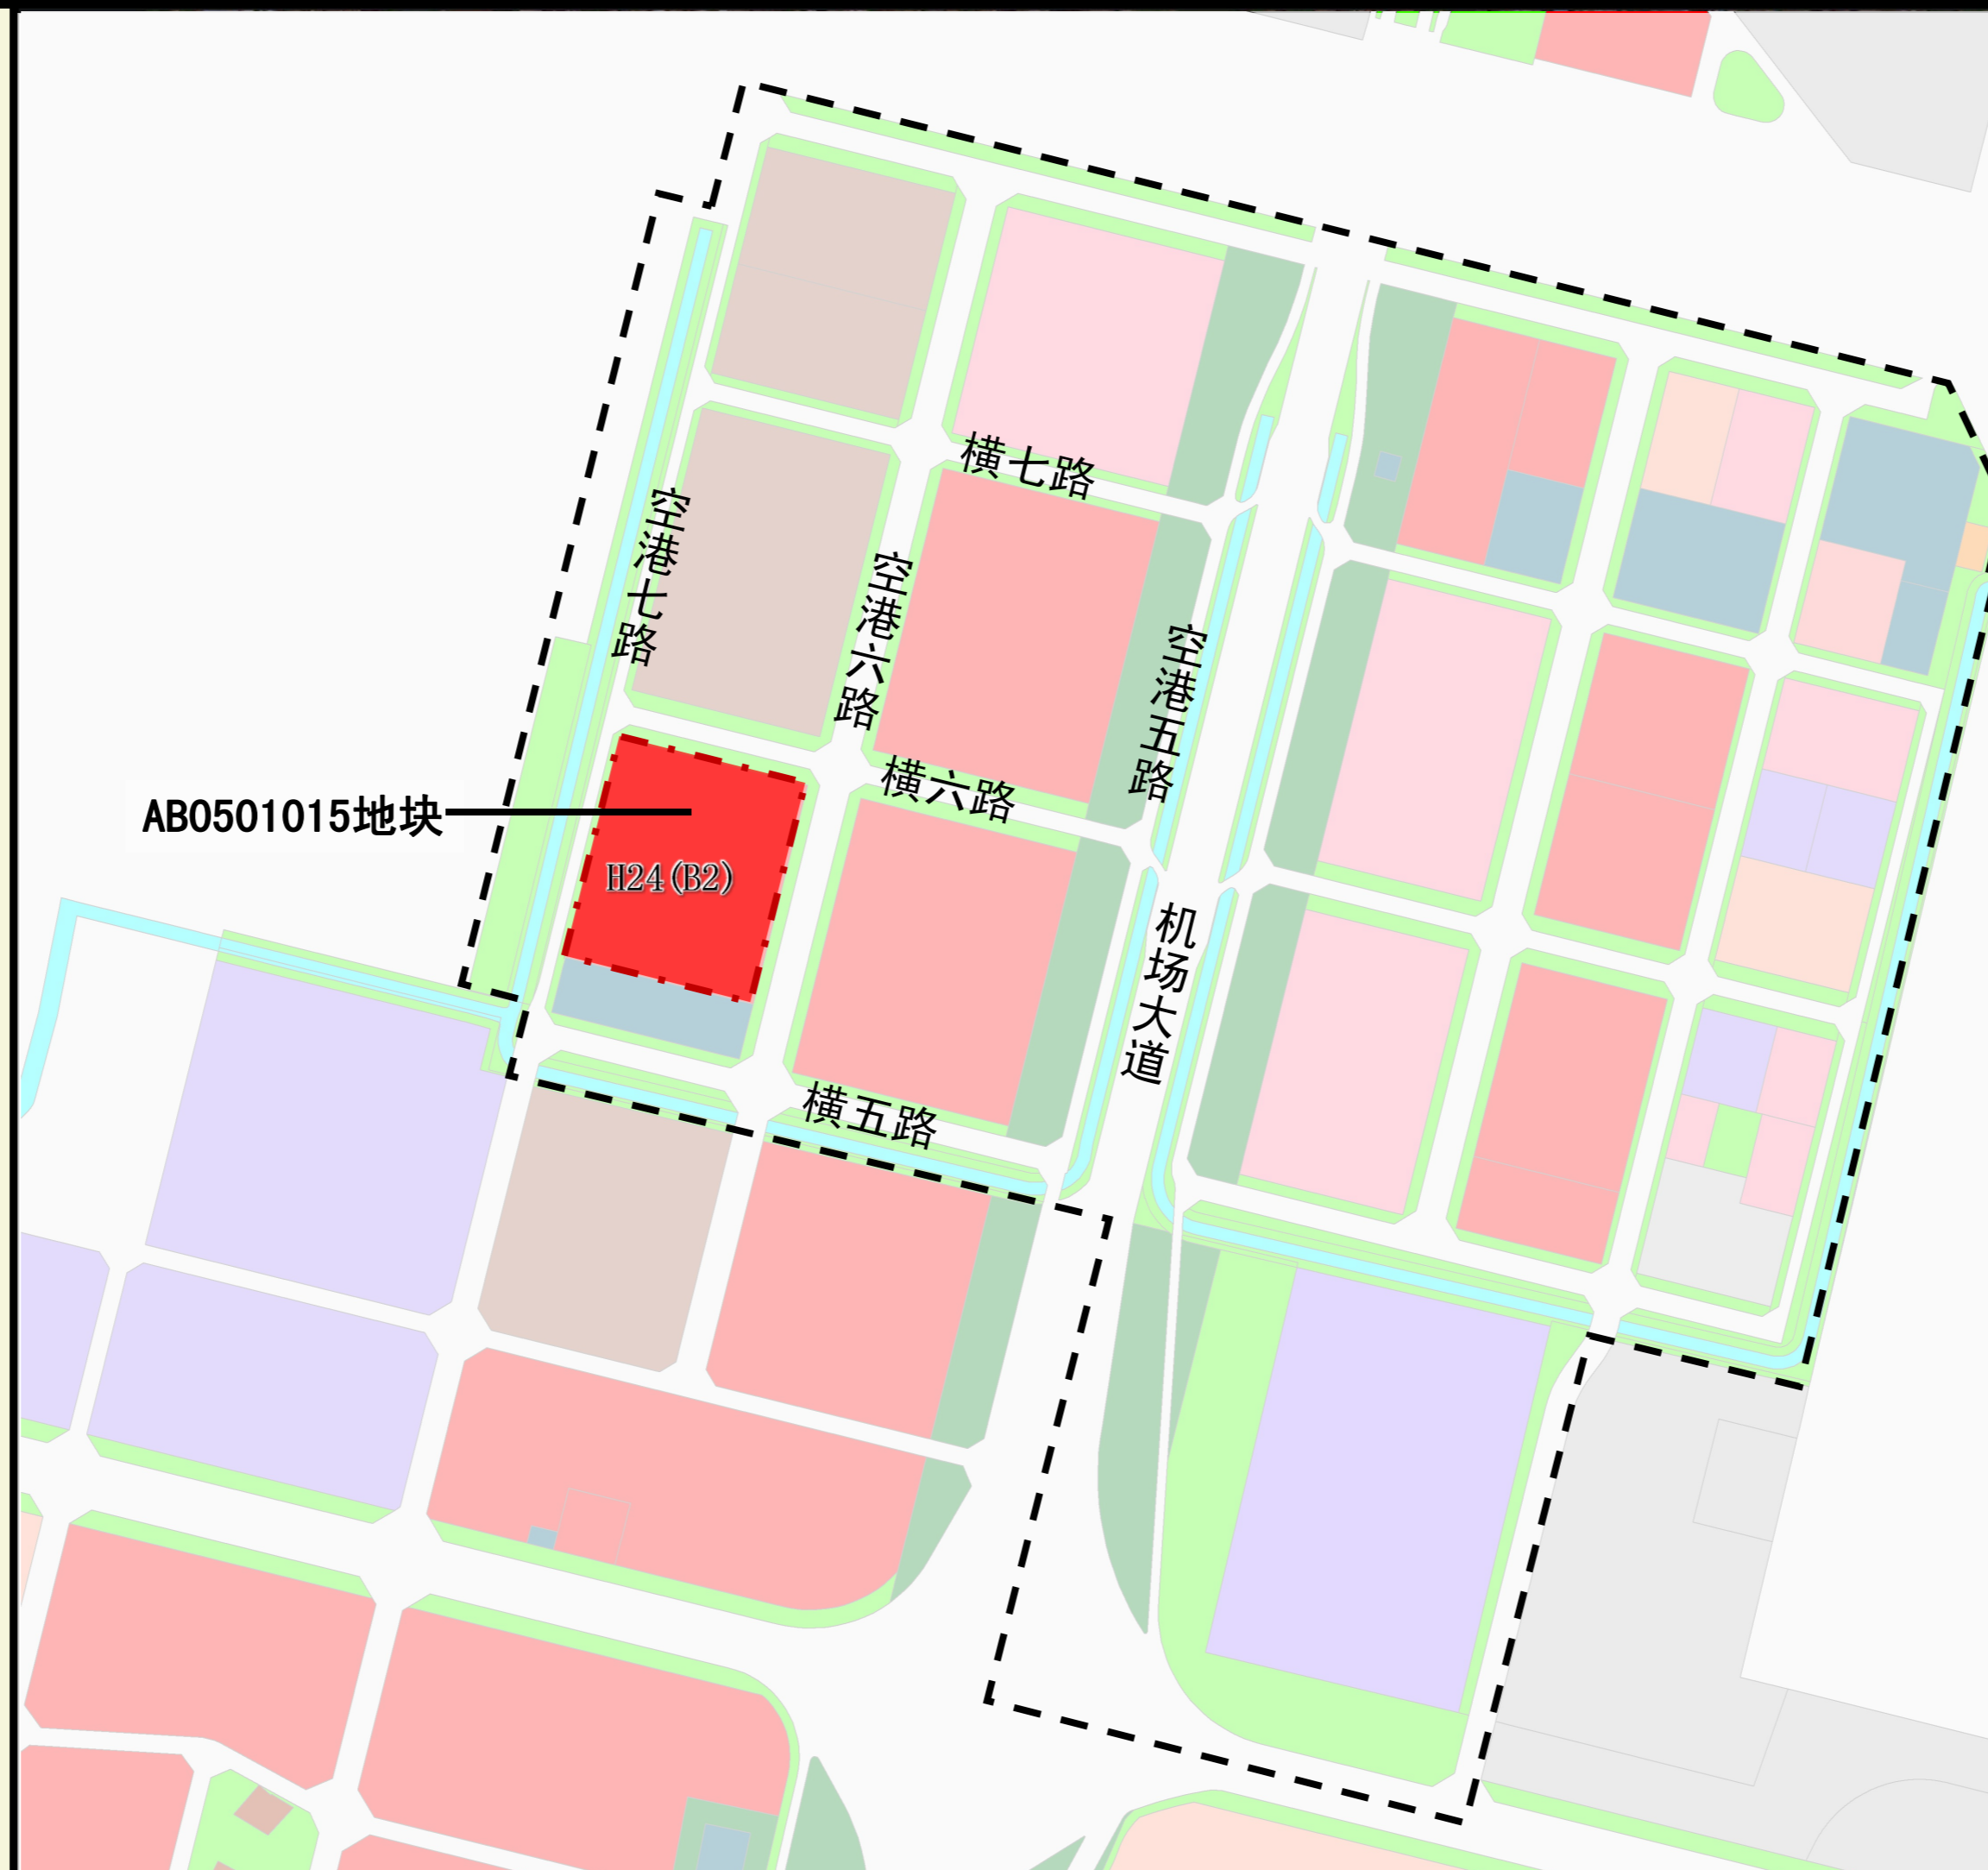 横七路
空港七路
空港六路
空港五路
横六路
AB0501015地块
H24(B2)
机场大道
横五路